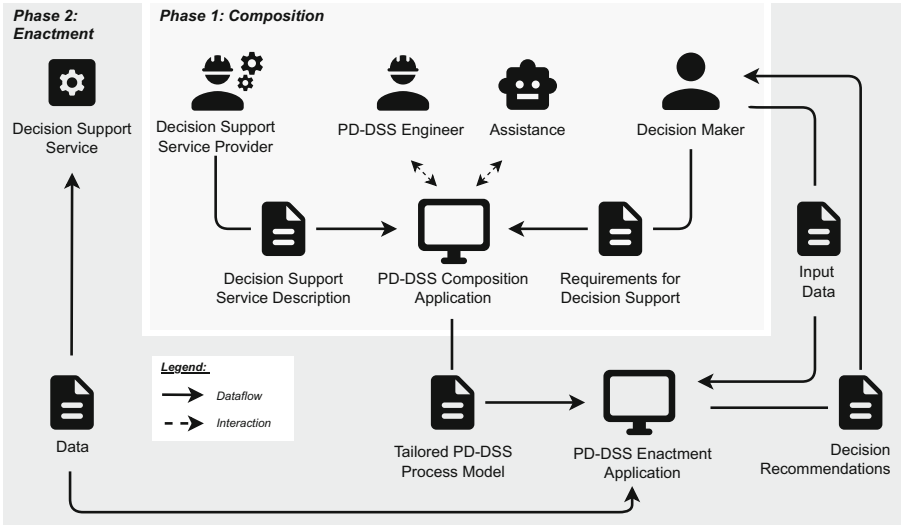 Phase 2:
Enactment
Phase 1: Composition
Decision Support
Service
Decision Support
Service Provider
PD-DSS Engineer
Assistance
Decision Maker
Decision Support
Service Description
PD-DSS Composition
Application
Requirements for
Decision Support
Input
Data
Legend:
Dataflow
Interaction
Data
Tailored PD-DSS
Process Model
PD-DSS Enactment
Application
Decision
Recommendations